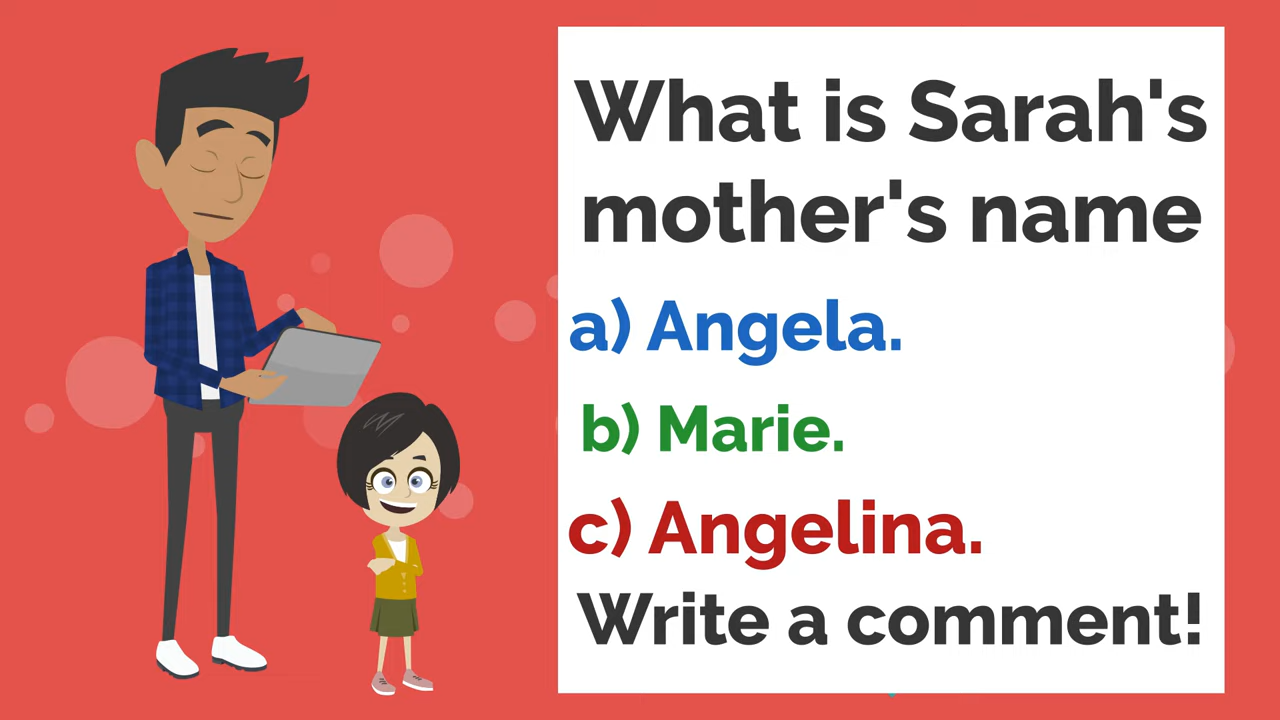 What is Sarah's
mother's name
a) Angela.
b) Marie.
c) Angelina.
Write a comment!